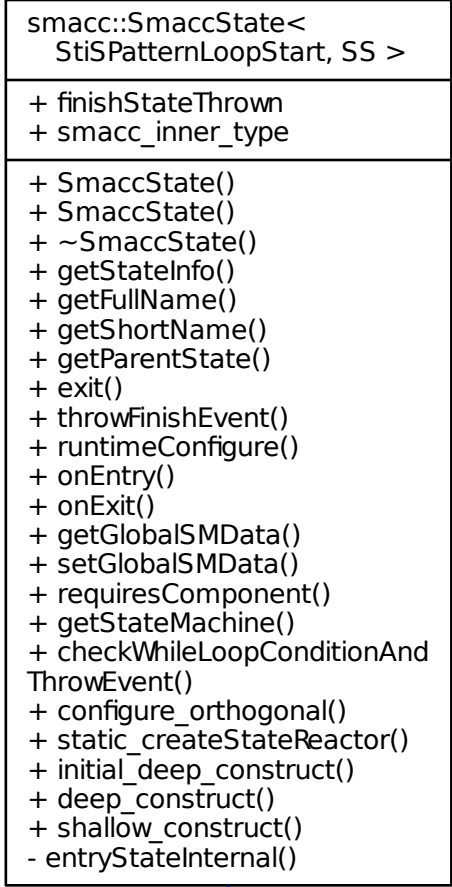 smacc::SmaccState<
StiSPatternLoopStart, SS >
+ finishStateThrown
+ smacc_inner_type
+ SmaccState()
+ SmaccState()
+ ~SmaccState()
+ getStateInfo()
+ getFullName()
+ getShortName()
+ getParentState()
+ exit()
+ throwFinishEvent()
+ runtimeConfigure()
+ onEntry()
+ onExit()
+ getGlobalSMData()
+ setGlobalSMData()
+ requiresComponent()
+ getStateMachine()
+ checkWhileLoopConditionAnd
ThrowEvent()
+ configure_orthogonal()
+ static_createStateReactor()
+ initial_deep_construct()
+ deep_construct()
+ shallow_construct()
- entryStateInternal()